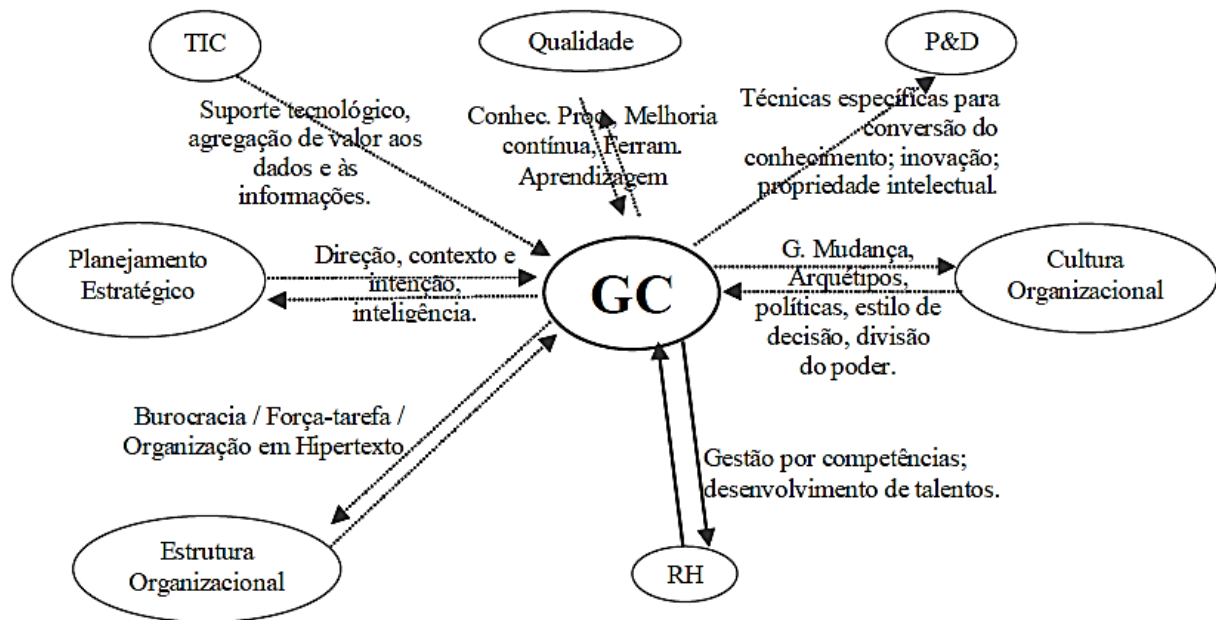 TIC
Qualidade
P&D
Suporte tecnológico,
agregação de valor aos
dados e às
informações.
Conhec. Proc., Melhoria
contínua, Ferram.
Aprendizagem
Técnicas específicas para
conversão do
conhecimento; inovação;
propriedade intelectual.
Planejamento
Estratégico
Direção, contexto e
intenção,
inteligência.
GC
G. Mudança,
Arquétipos,
políticas, estilo de
decisão, divisão
do poder.
Cultura
Organizacional
Burocracia / Força-tarefa /
Organização em Hipertexto
Gestão por competências;
desenvolvimento de talentos.
Estrutura
Organizacional
RH